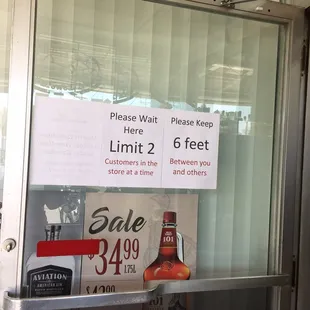 Please Wait
Here
Limit 2
Customers in the
store at a time
Please Keep
6 feet
Between you
and others
Sale
$34.99
1.75L
101
AVIATION